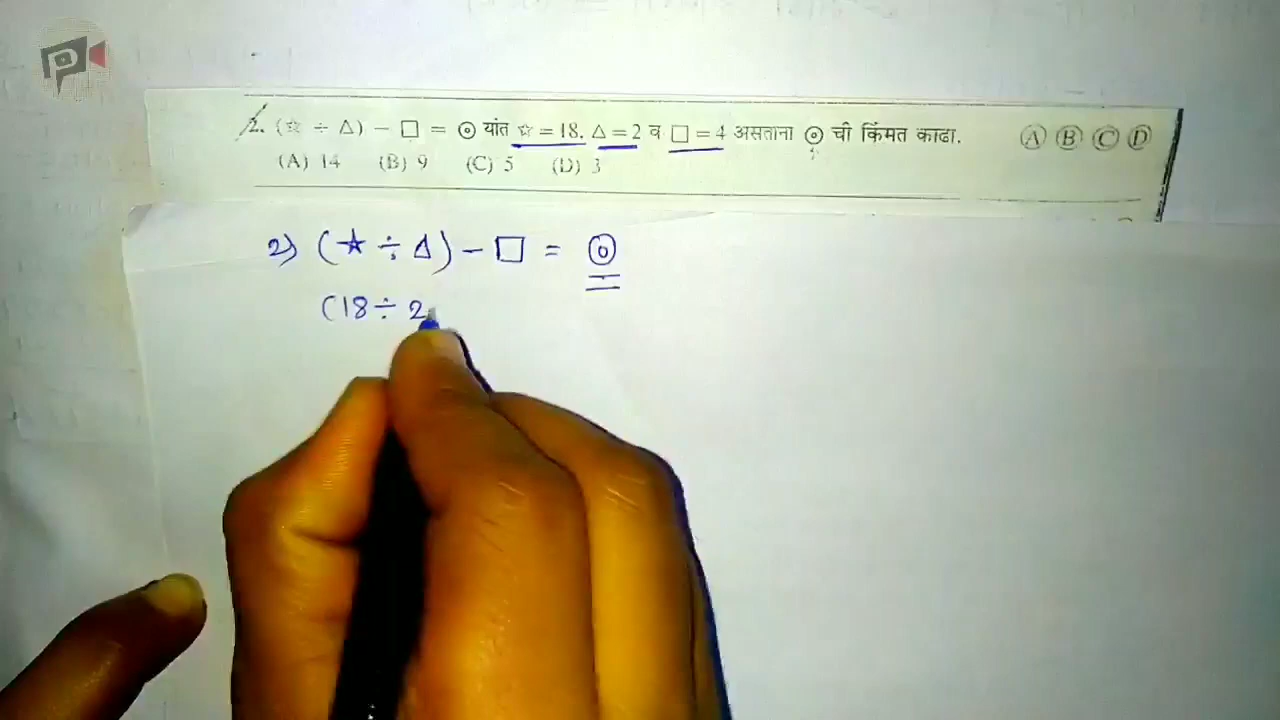 2. (☆ ÷ Δ) − □ = ⊙ यांत ☆ = 18. Δ = 2 व □ = 4 असताना ⊙ ची किंमत काढा. Ⓐ Ⓑ Ⓒ Ⓓ
(A) 14 (B) 9 (C) 5 (D) 3
2) (★ ÷ Δ) − □ = ⊙
(18 ÷ 2